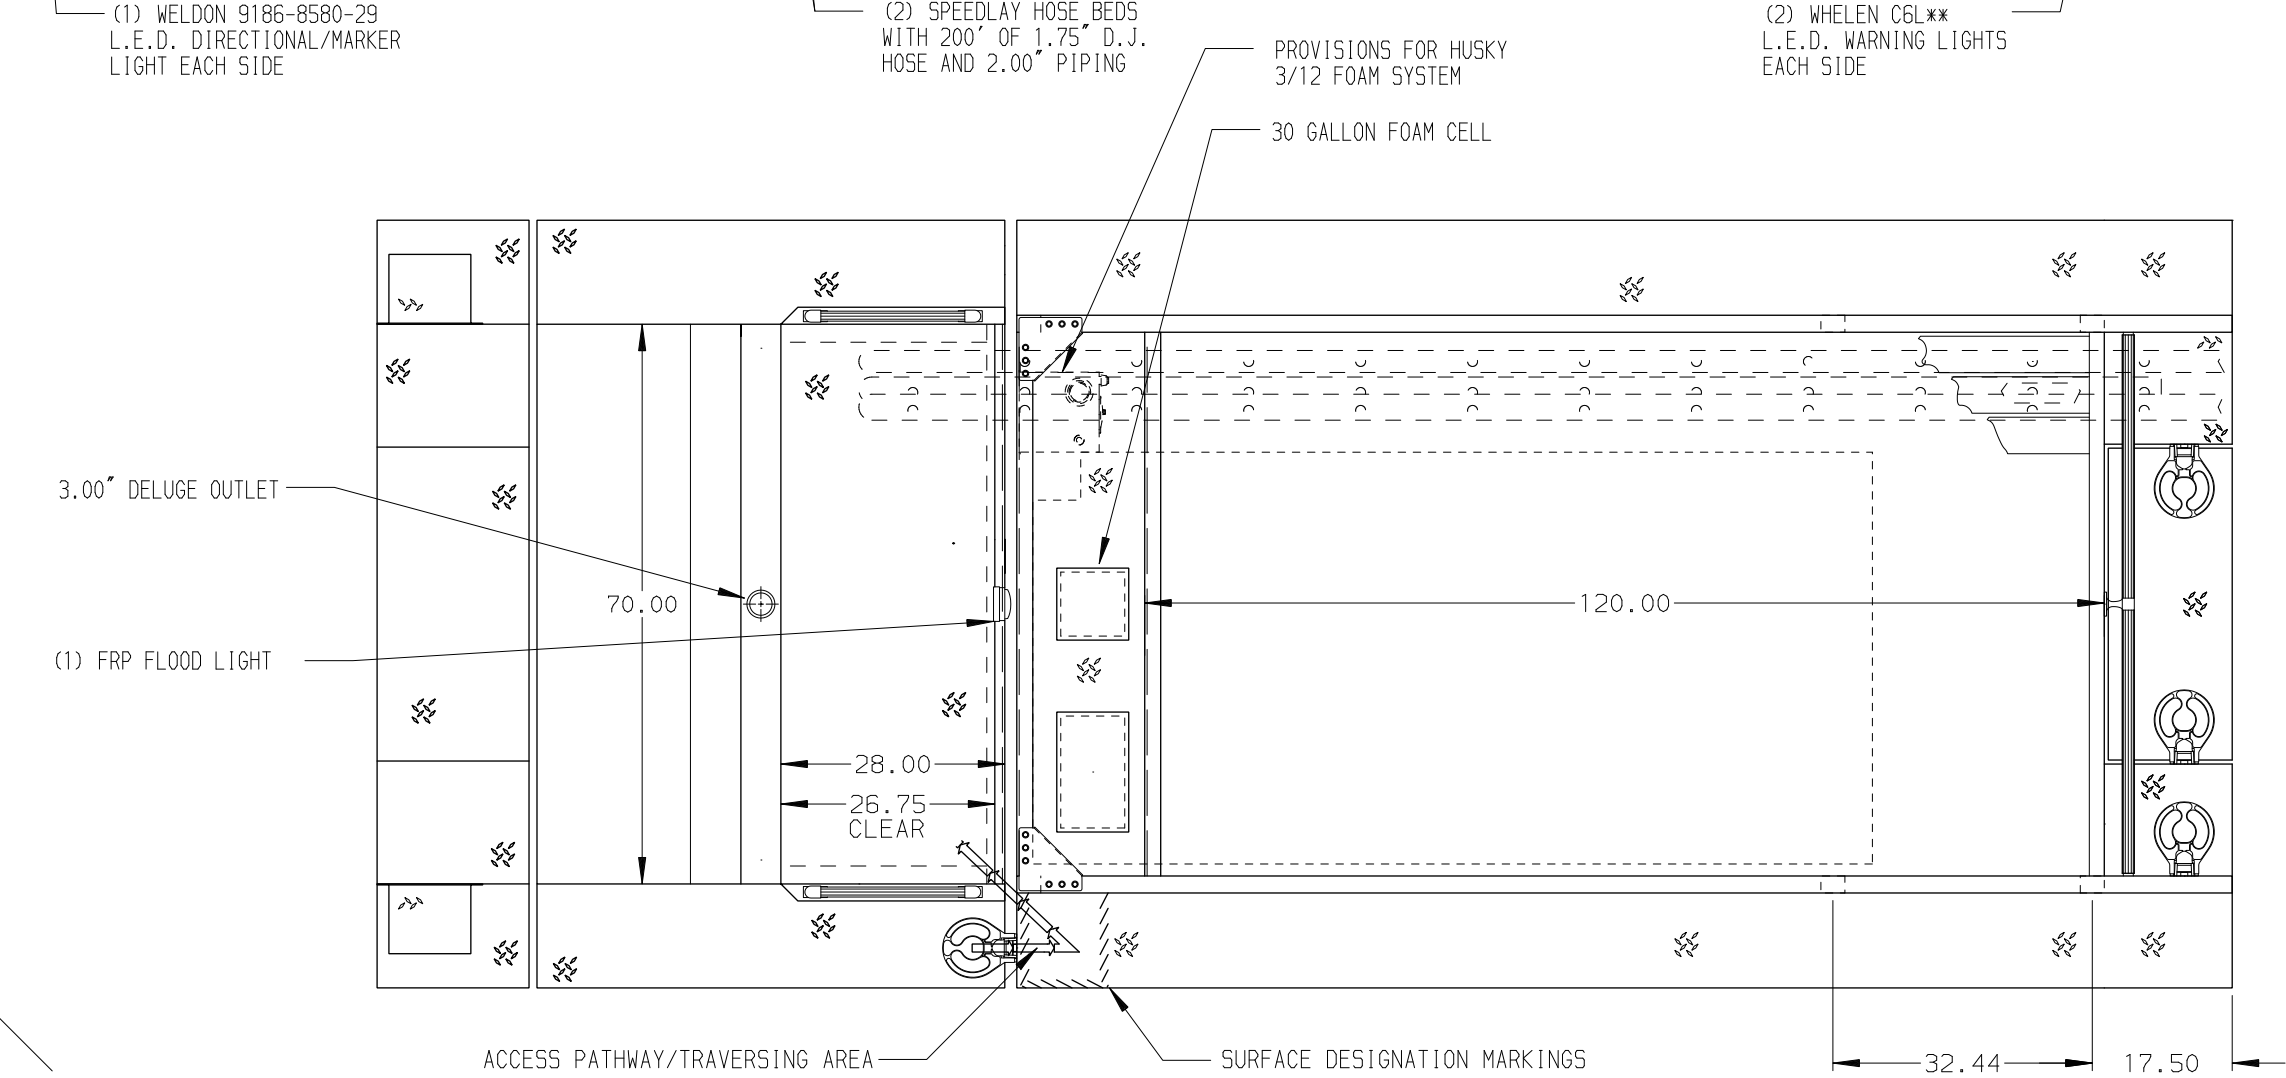 (1) WELDON 9186-8580-29
L.E.D. DIRECTIONAL/MARKER
LIGHT EACH SIDE
(2) SPEEDLAY HOSE BEDS
WITH 200' OF 1.75" D.J.
HOSE AND 2.00" PIPING
PROVISIONS FOR HUSKY
3/12 FOAM SYSTEM
(2) WHELEN C6L**
L.E.D. WARNING LIGHTS
EACH SIDE
30 GALLON FOAM CELL
3.00" DELUGE OUTLET
70.00
120.00
(1) FRP FLOOD LIGHT
28.00
26.75
CLEAR
ACCESS PATHWAY/TRAVERSING AREA
SURFACE DESIGNATION MARKINGS
32.44
17.50